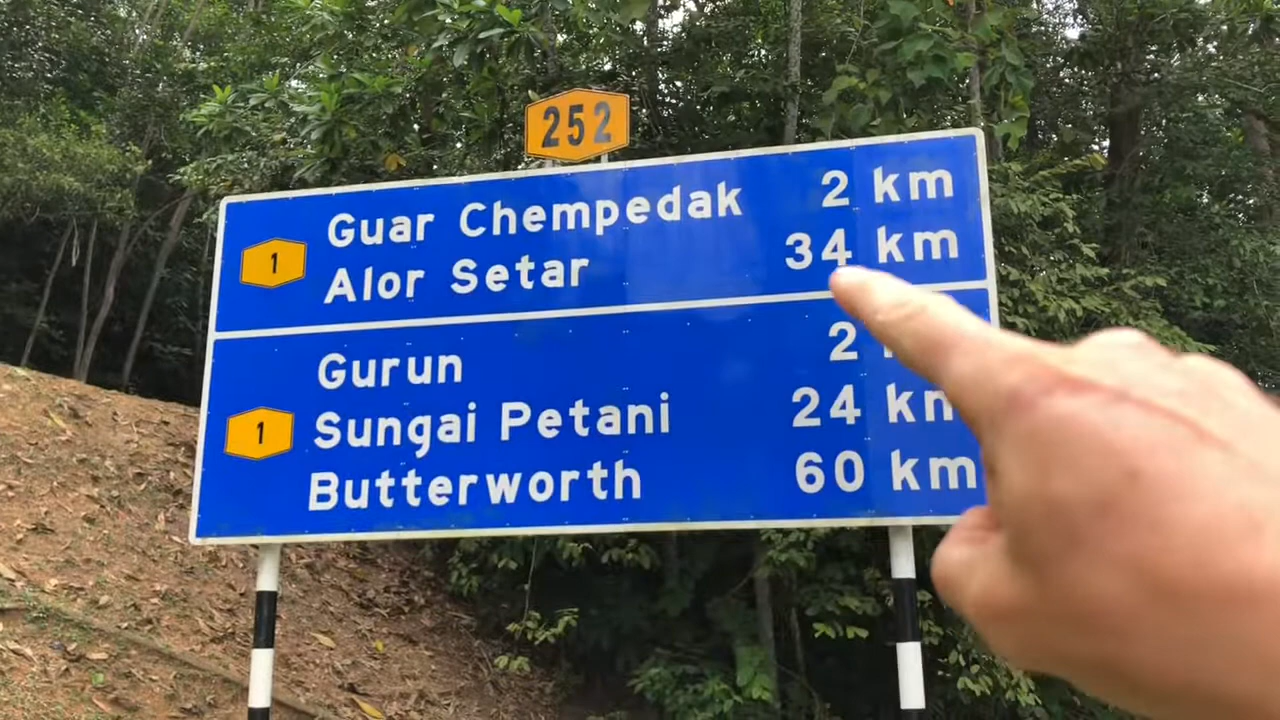 252
Guar Chempedak 2 km
1
Alor Setar 34 km
Gurun 2
Sungai Petani 24 km
1
Butterworth 60 km